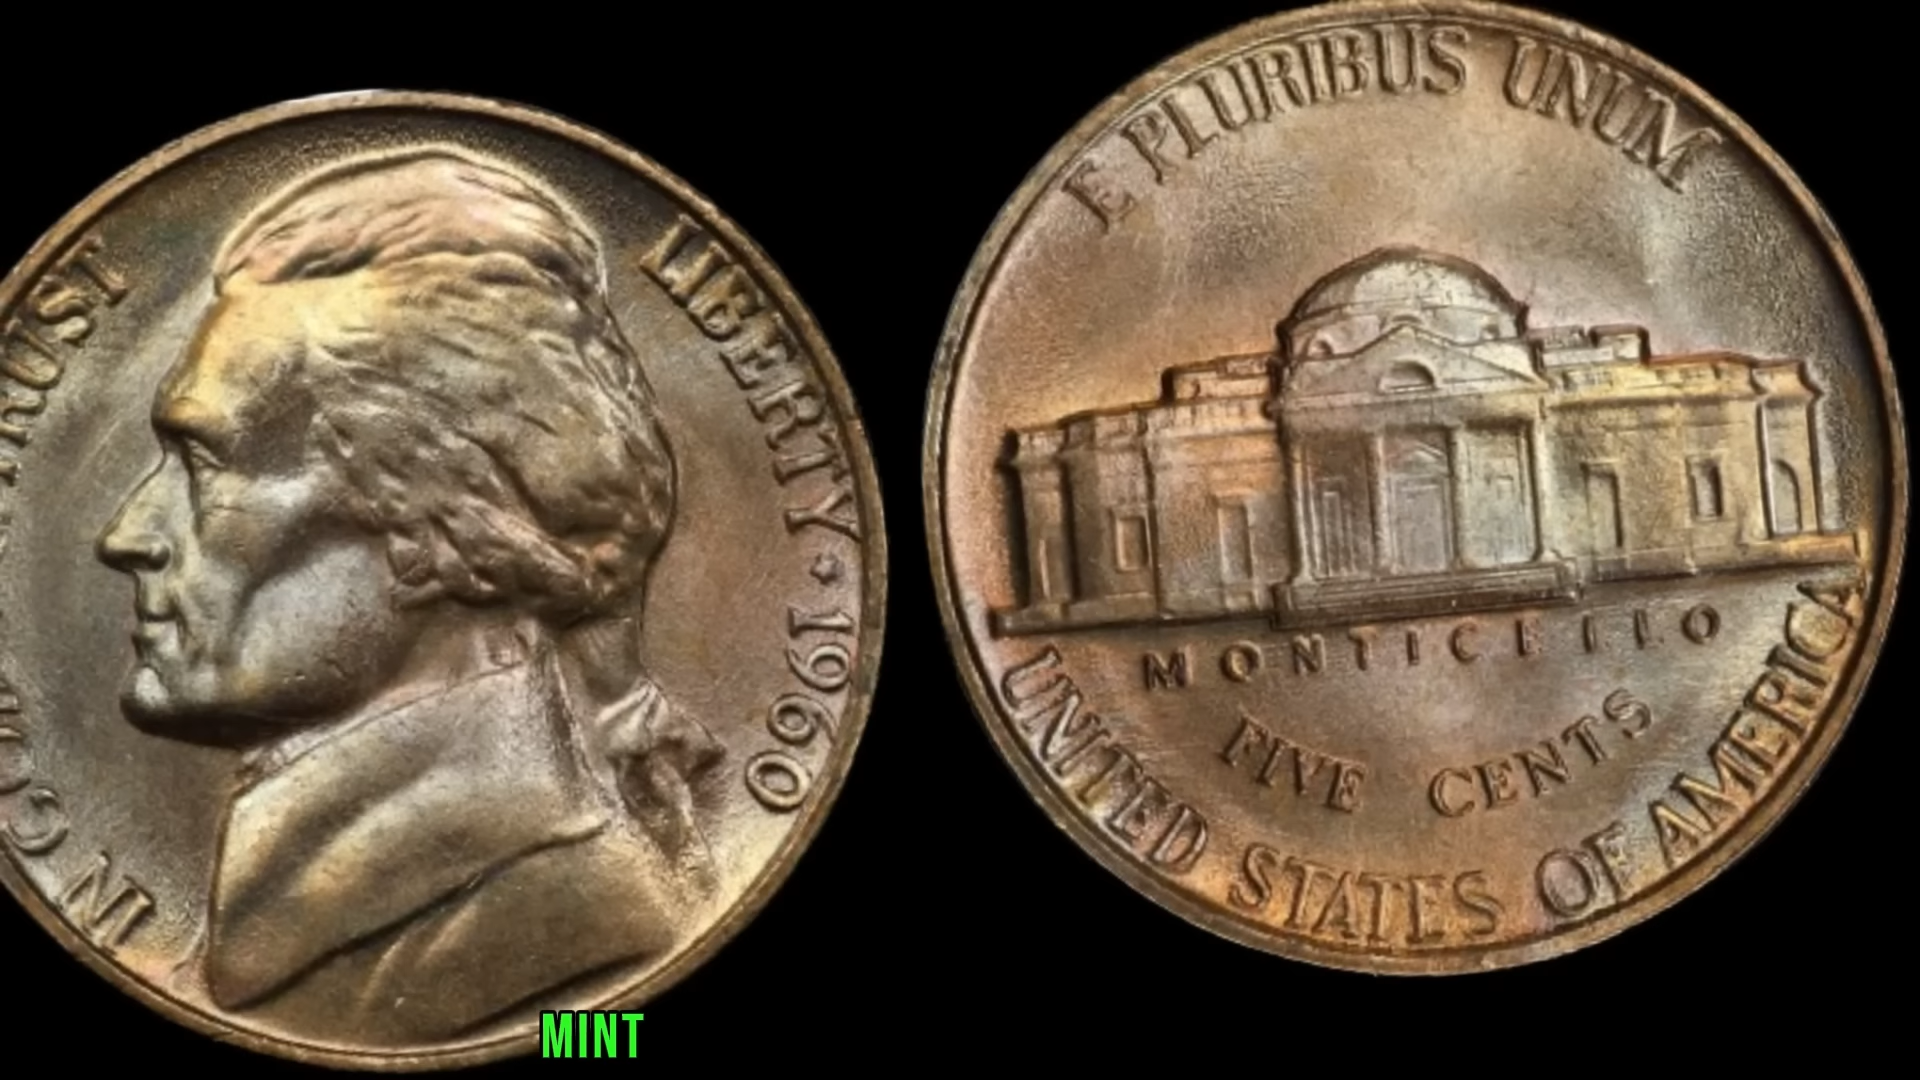 IN GOD WE TRUST
LIBERTY * 1960
E PLURIBUS UNUM
MONTICELLO
FIVE CENTS
UNITED STATES OF AMERICA
MINT